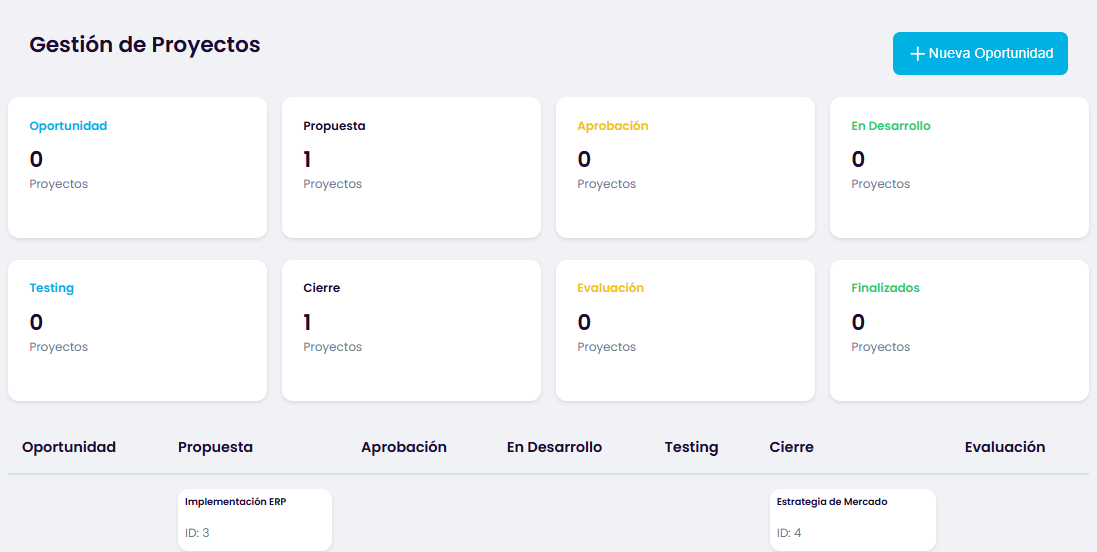 Gestión de Proyectos
Nueva Oportunidad
Oportunidad
0
Proyectos
Propuesta
1
Proyectos
Aprobación
0
Proyectos
En Desarrollo
0
Proyectos
Testing
0
Proyectos
Cierre
1
Proyectos
Evaluación
0
Proyectos
Finalizados
0
Proyectos
Oportunidad Propuesta Aprobación En Desarrollo Testing Cierre Evaluación
Implementación ERP
ID: 3
Estrategia de Mercado
ID: 4